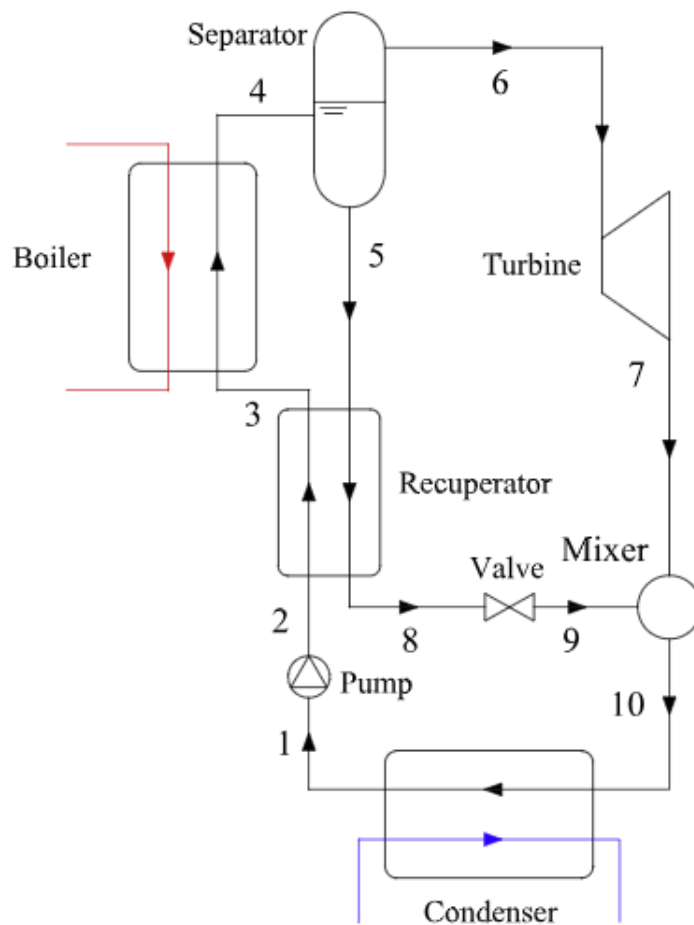 Separator
4
6
Boiler
5
Turbine
7
3
Recuperator
Mixer
Valve
2
8
9
Pump
10
1
Condenser